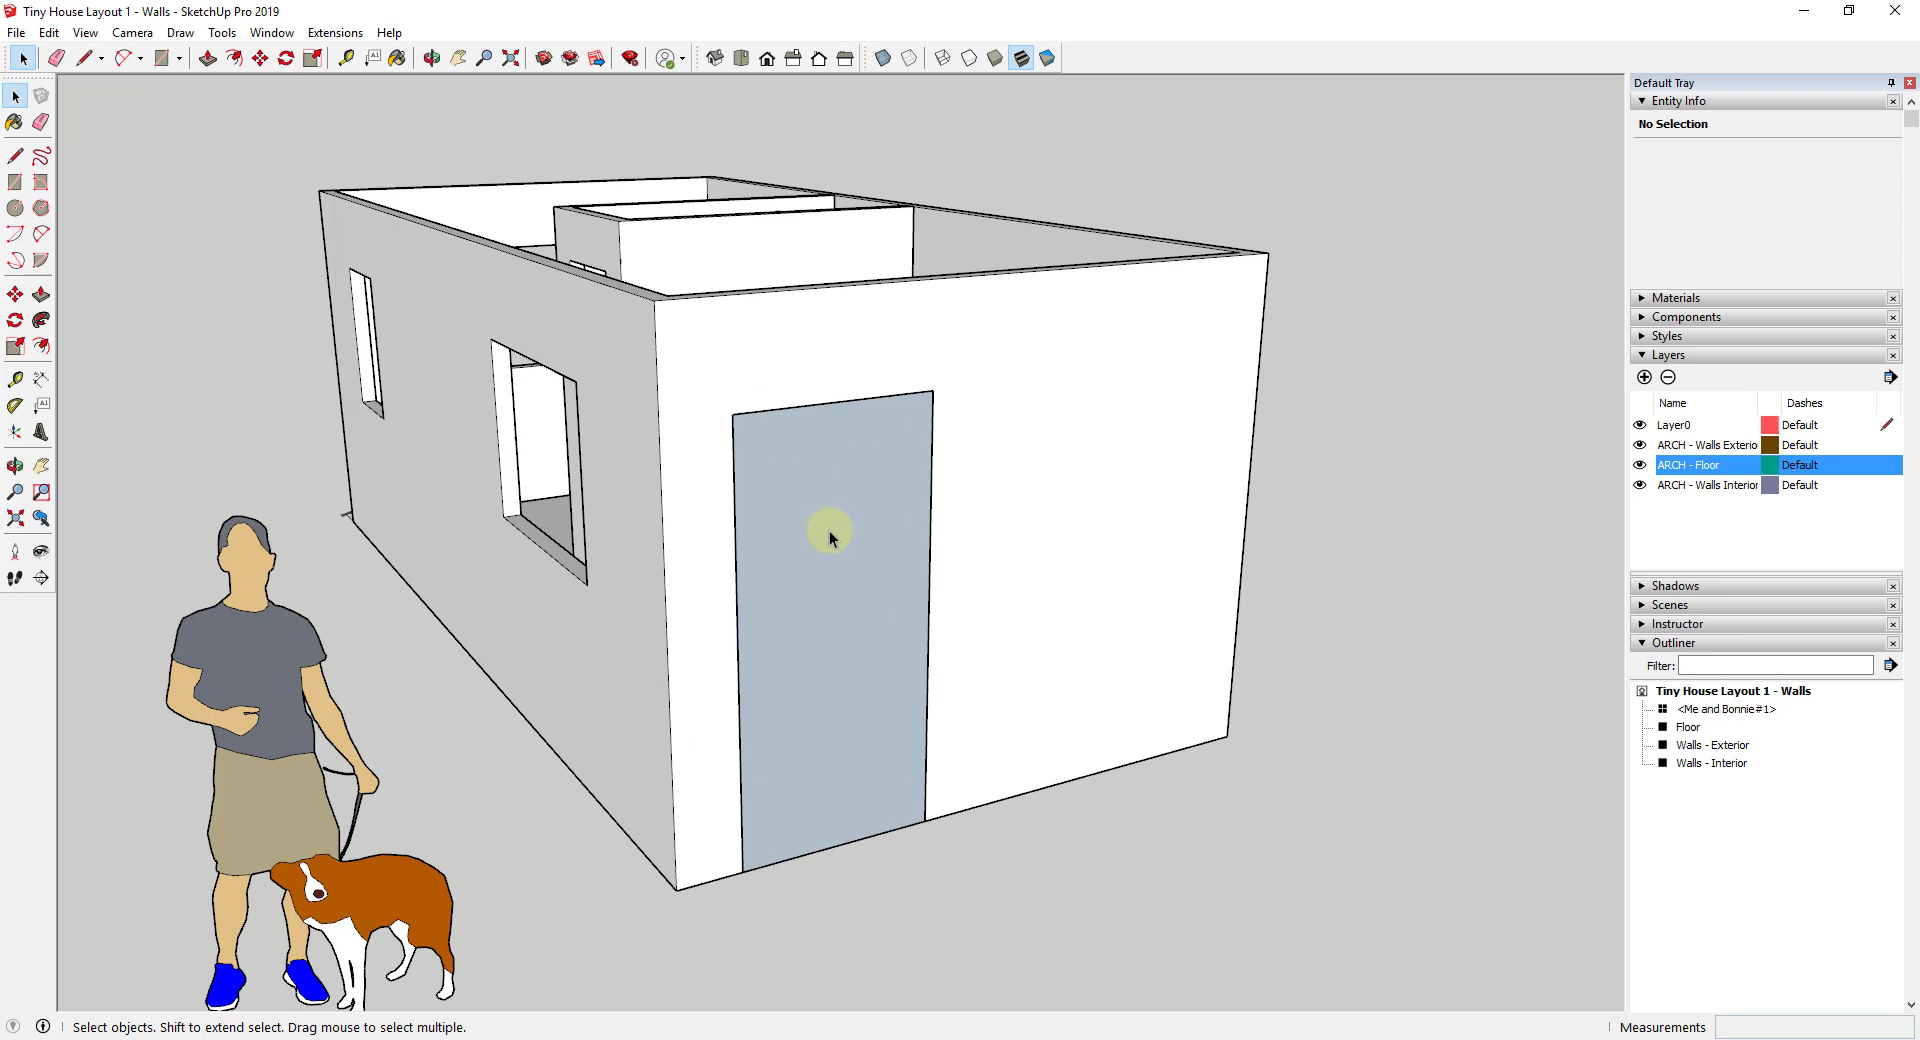 Tiny House Layout 1 - Walls - SketchUp Pro 2019
File Edit View Camera Draw Tools Window Extensions Help
A1
Default Tray
Entity Info
No Selection
Materials
Components
Styles
Layers
Name Dashes
Layer0 Default
ARCH - Walls Exterio Default
ARCH - Floor Default
ARCH - Walls Interior Default
Shadows
Scenes
Instructor
Outliner
Filter:
Tiny House Layout 1 - Walls
<Me and Bonnie#1>
Floor
Walls - Exterior
Walls - Interior
A1
Select objects. Shift to extend select. Drag mouse to select multiple.
Measurements